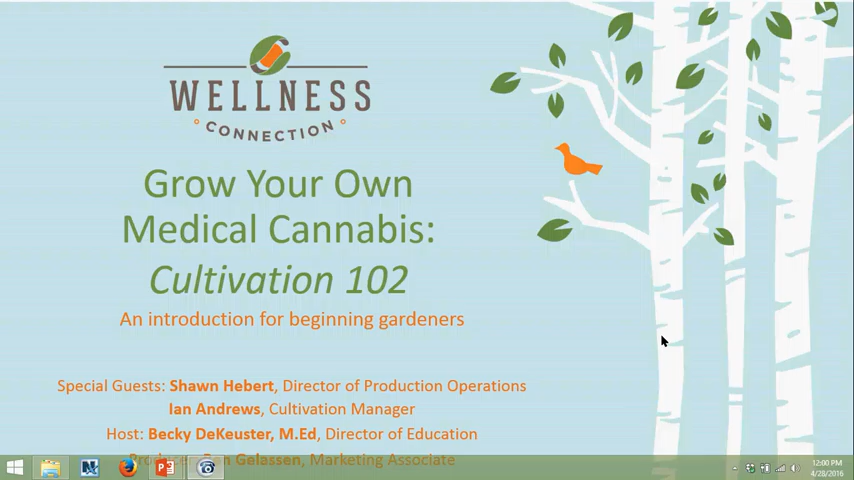 WELLNESS
CONNECTION
Grow Your Own
Medical Cannabis:
Cultivation 102
An introduction for beginning gardeners
Special Guests: Shawn Hebert, Director of Production Operations
Ian Andrews, Cultivation Manager
Host: Becky DeKeuster, M.Ed, Director of Education
Gelassen, Marketing Associate
12:00 PM
4/28/2016